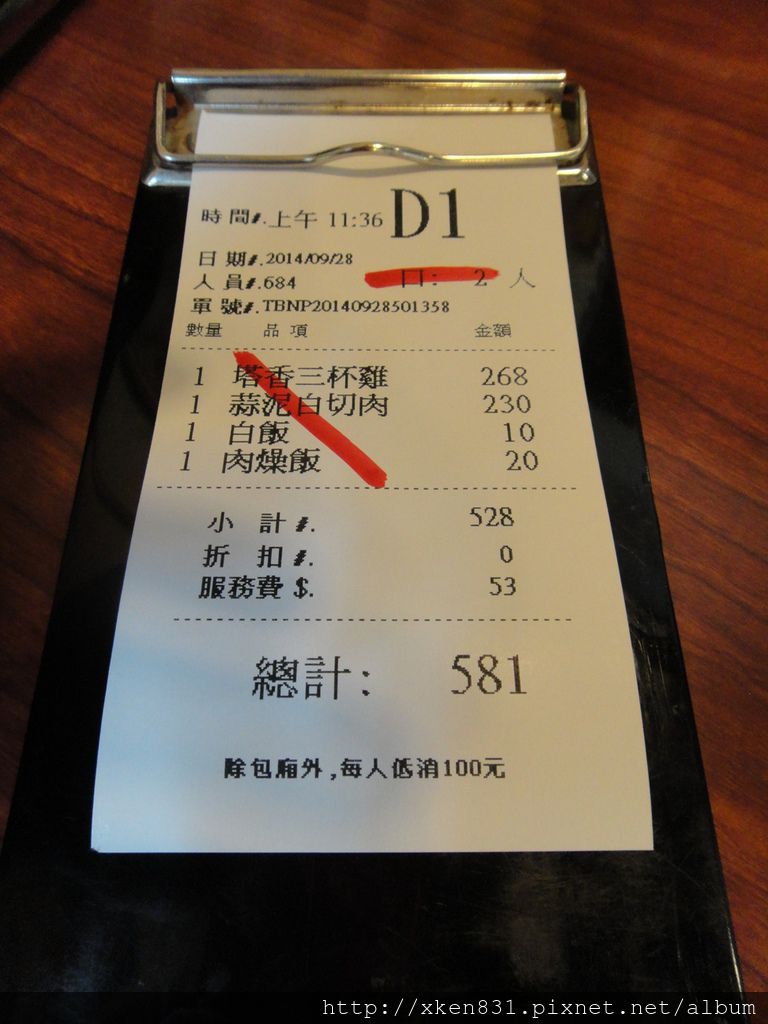 時間#.上午 11:36 D1
日期#.2014/09/28
人員#.684 口: 2 人
單號#.TBNP20140928501358
數量 品項 金額
1 塔香三杯雞 268
1 蒜泥白切肉 230
1 白飯 10
1 肉燥飯 20
小 計#. 528
折 扣#. 0
服務費$. 53
總計: 581
除包廂外,每人低消100元
http://xken831.pixnet.net/album